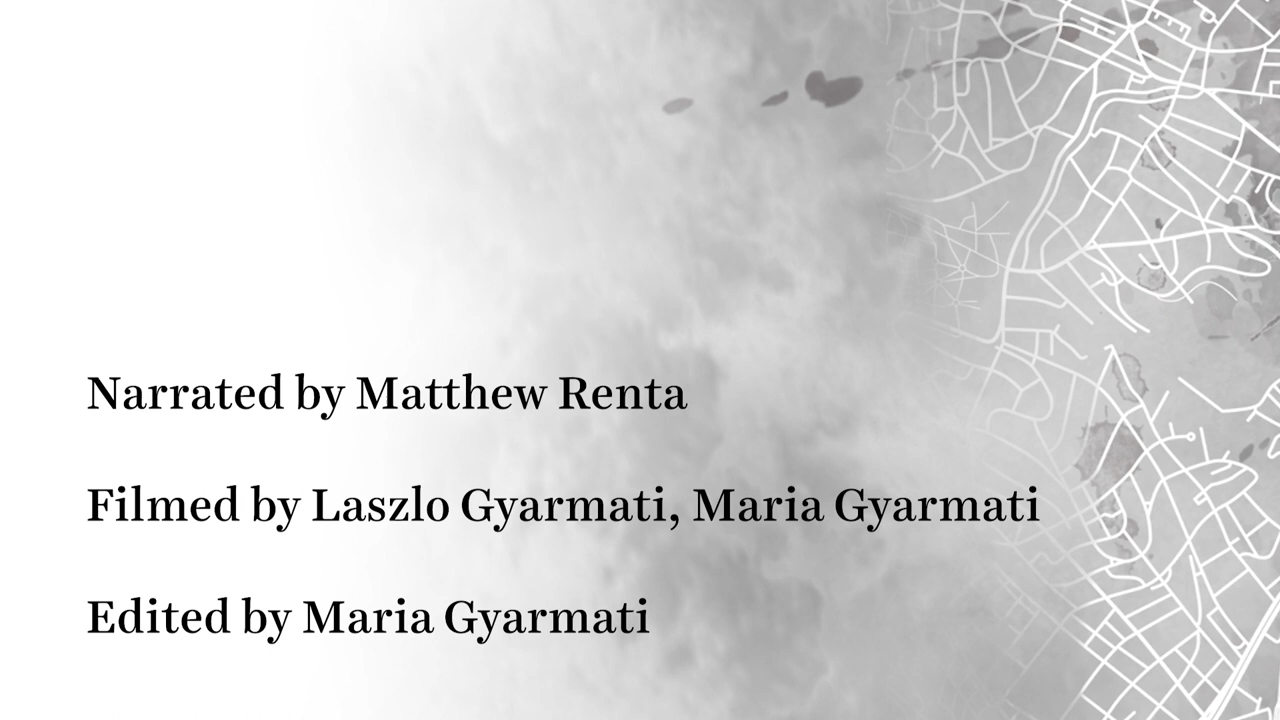 Narrated by Matthew Renta
Filmed by Laszlo Gyarmati, Maria Gyarmati
Edited by Maria Gyarmati